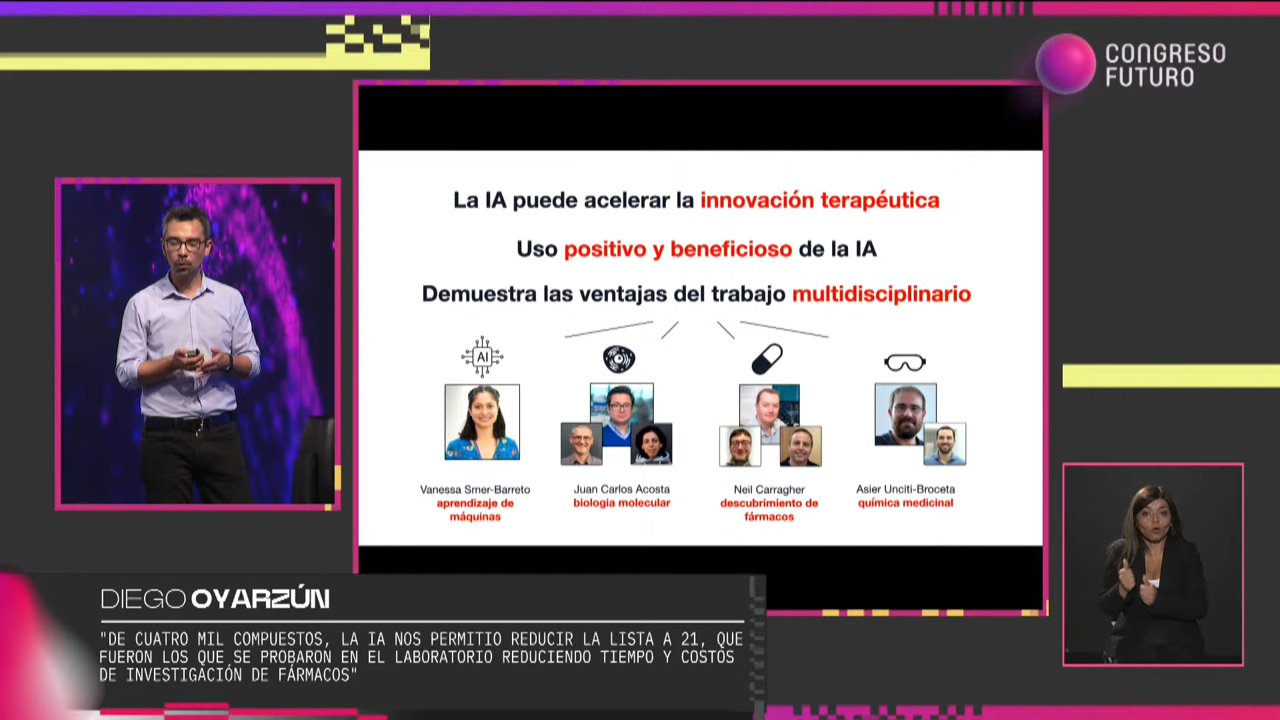 CONGRESO
FUTURO
La IA puede acelerar la innovación terapéutica
Uso positivo y beneficioso de la IA
Demuestra las ventajas del trabajo multidisciplinario
AI
Vanessa Smer-Barreto
aprendizaje de
máquinas
Juan Carlos Acosta
biologia molecular
Neil Carragher
descubrimiento de
fármacos
Asier Unciti-Broceta
química medicinal
DIEGO OYARZÚN
"DE CUATRO MIL COMPUESTOS, LA IA NOS PERMITIO REDUCIR LA LISTA A 21, QUE
FUERON LOS QUE SE PROBARON EN EL LABORATORIO REDUCIENDO TIEMPO Y COSTOS
DE INVESTIGACIÓN DE FÁRMACOS"